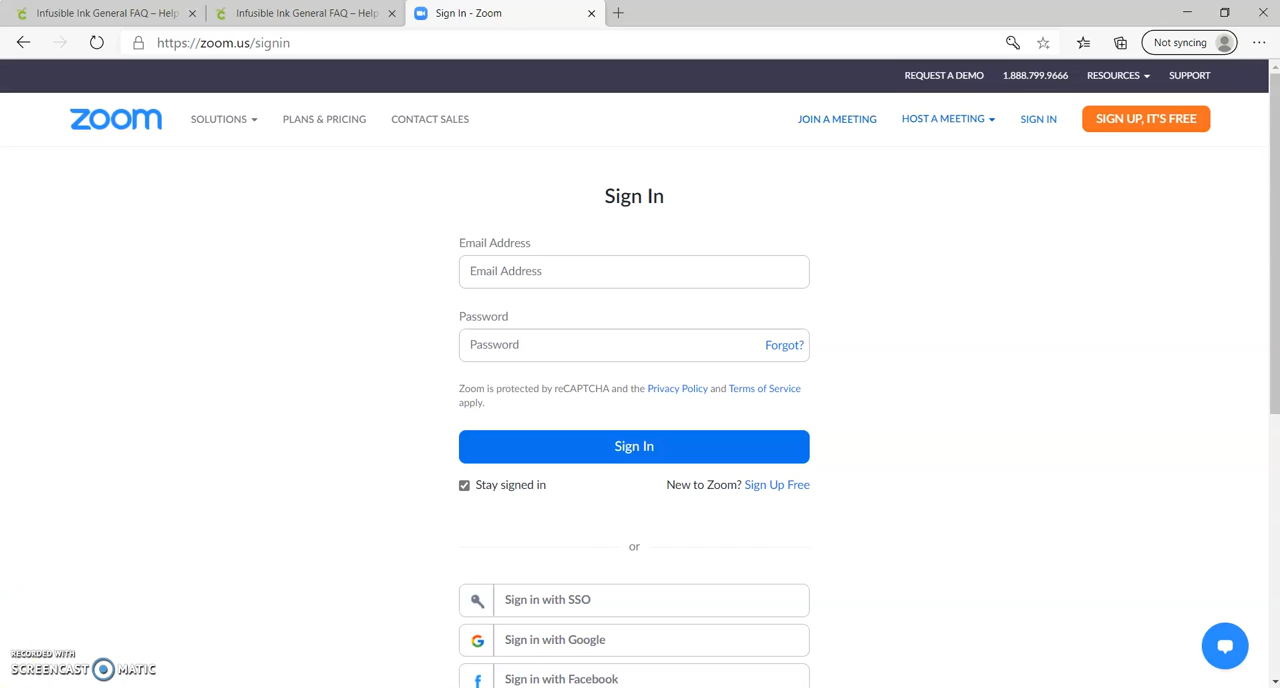 Infusible Ink General FAQ – Help
Infusible Ink General FAQ – Help
Sign In - Zoom
https://zoom.us/signin
Not syncing
REQUEST A DEMO 1.888.799.9666 RESOURCES SUPPORT
zoom SOLUTIONS PLANS & PRICING CONTACT SALES JOIN A MEETING HOST A MEETING SIGN IN SIGN UP, IT'S FREE
Sign In
Email Address
Email Address
Password
Password Forgot?
Zoom is protected by reCAPTCHA and the Privacy Policy and Terms of Service
apply.
Sign In
Stay signed in New to Zoom? Sign Up Free
or
Sign in with SSO
Sign in with Google
Sign in with Facebook
RECORDED WITH
SCREENCAST MATIC